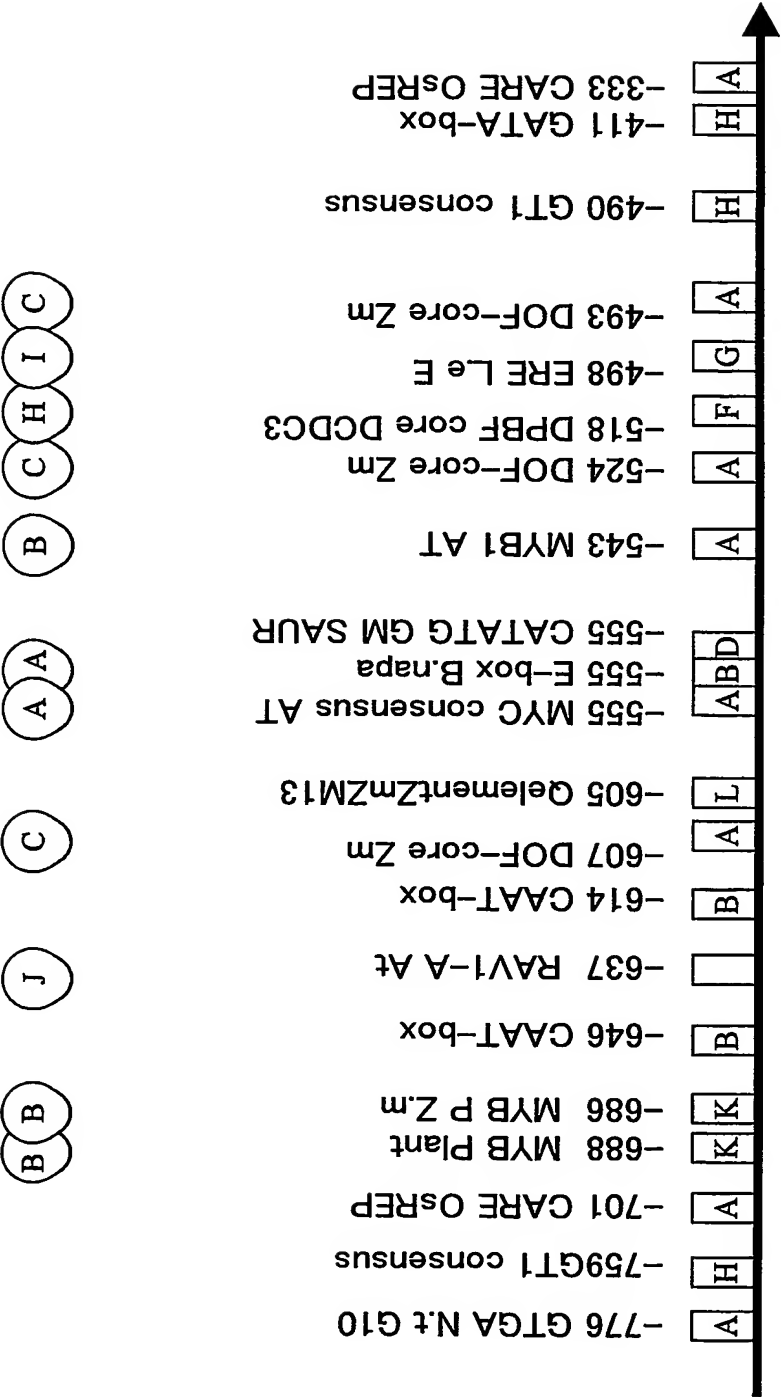 A -776 GTGA N.t G10
H -759GT1 consensus
A -701 CARE OsREP
K -688 MYB Plant B
K -686 MYB P Z.m B
B -646 CAAT-box
-637 RAV1-A At J
B -614 CAAT-box
A -607 DOF-core Zm C
L -605 QelementZmZM13
A -555 MYC consensus AT A
B -555 E-box B.napa A
D -555 CATATG GM SAUR
A -543 MYB1 AT B
A -524 DOF-core Zm C
F -518 DPBF core DCDC3 H
G -498 ERE L.e E I
A -493 DOF-core Zm C
H -490 GT1 consensus
H -411 GATA-box
A -333 CARE OsREP